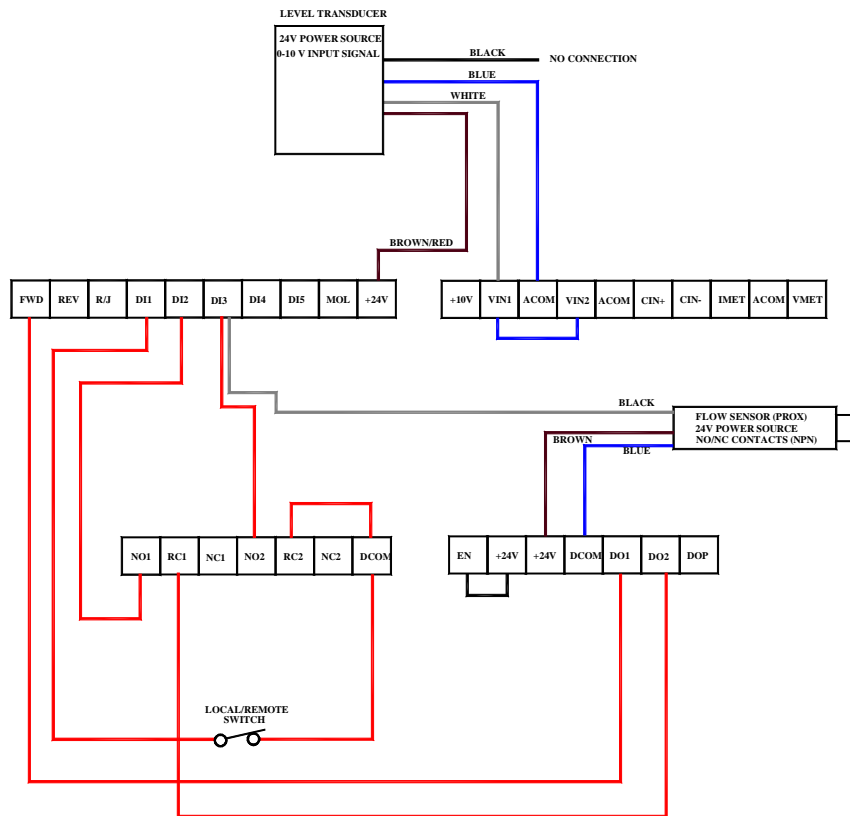 LEVEL TRANSDUCER
24V POWER SOURCE
0-10 V INPUT SIGNAL
BLACK
NO CONNECTION
BLUE
WHITE
BROWN/RED
FWD REV R/J DI1 DI2 DI3 DI4 DI5 MOL +24V
+10V VIN1 ACOM VIN2 ACOM CIN+ CIN- IMET ACOM VMET
BLACK
FLOW SENSOR (PROX)
24V POWER SOURCE
NO/NC CONTACTS (NPN)
BROWN
BLUE
NO1 RC1 NC1 NO2 RC2 NC2 DCOM
EN +24V +24V DCOM DO1 DO2 DOP
LOCAL/REMOTE
SWITCH